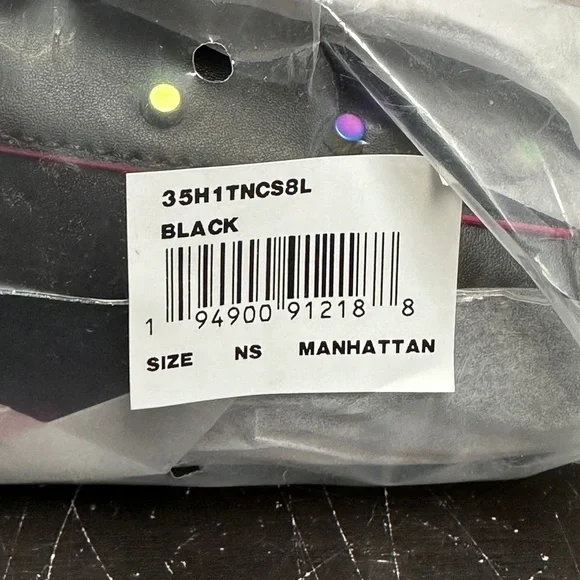 35H1TNCS8L
BLACK
1 94900 91218 8
SIZE NS MANHATTAN